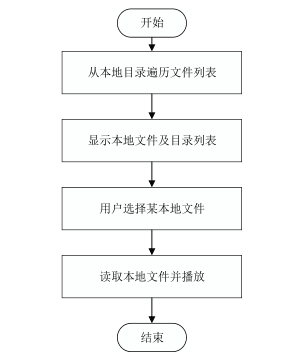 开始
从本地目录遍历文件列表
显示本地文件及目录列表
用户选择某本地文件
读取本地文件并播放
结束